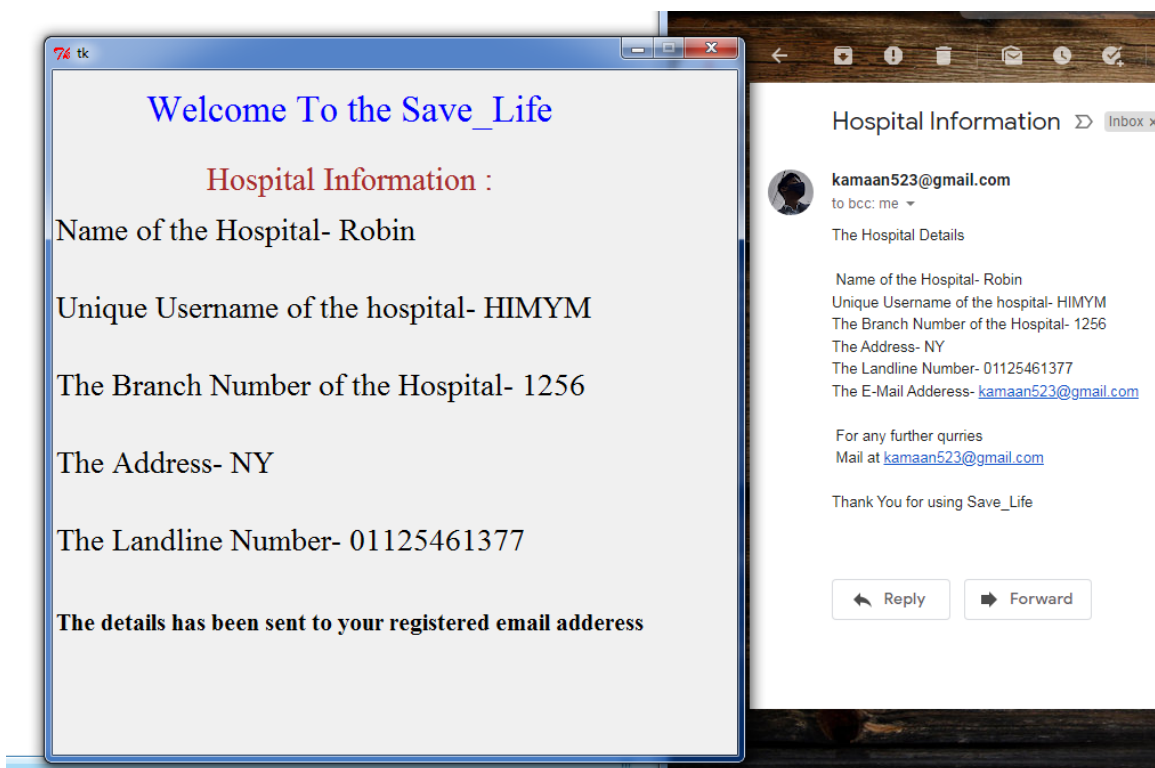 tk
Welcome To the Save_Life
Hospital Information :
Name of the Hospital- Robin
Unique Username of the hospital- HIMYM
The Branch Number of the Hospital- 1256
The Address- NY
The Landline Number- 01125461377
The details has been sent to your registered email adderess
Hospital Information Inbox x
kamaan523@gmail.com
to bcc: me
The Hospital Details
Name of the Hospital- Robin
Unique Username of the hospital- HIMYM
The Branch Number of the Hospital- 1256
The Address- NY
The Landline Number- 01125461377
The E-Mail Adderess- kamaan523@gmail.com
For any further qurries
Mail at kamaan523@gmail.com
Thank You for using Save_Life
Reply
Forward